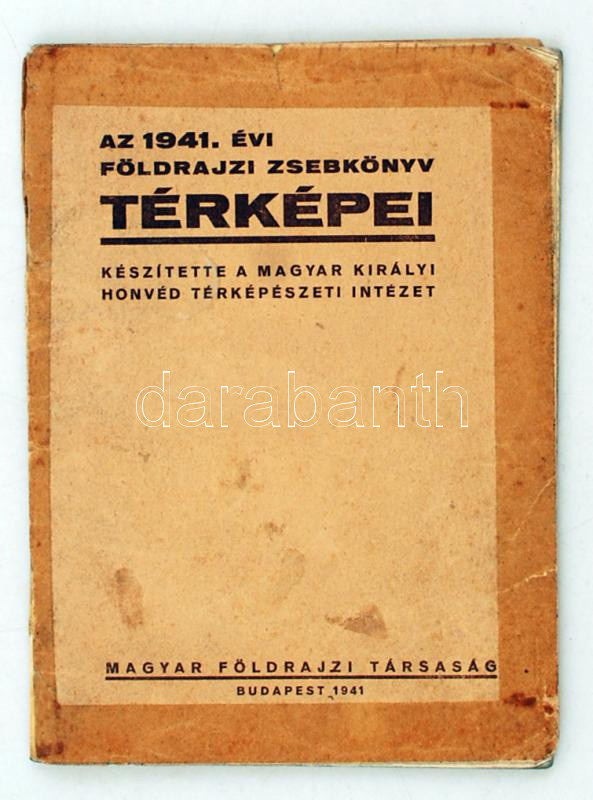 AZ 1941. ÉVI
FÖLDRAJZI ZSEBKÖNYV
TÉRKÉPEI
KÉSZÍTETTE A MAGYAR KIRÁLYI
HONVÉD TÉRKÉPÉSZETI INTÉZET
darabanth
MAGYAR FÖLDRAJZI TÁRSASÁG
BUDAPEST 1941